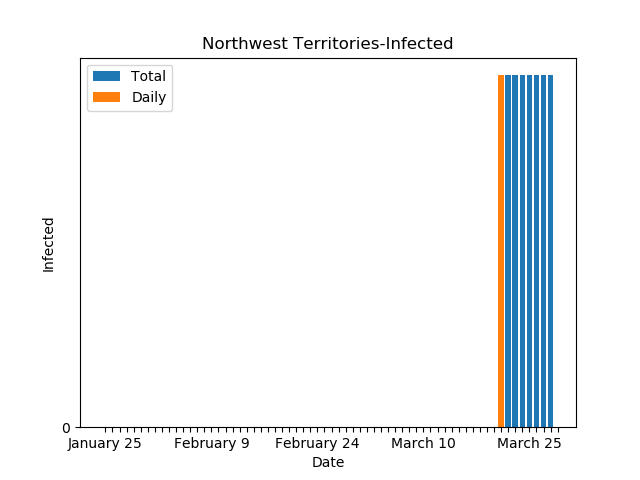 Northwest Territories-Infected
Total
Daily
Infected
0
January 25 February 9 February 24 March 10 March 25
Date